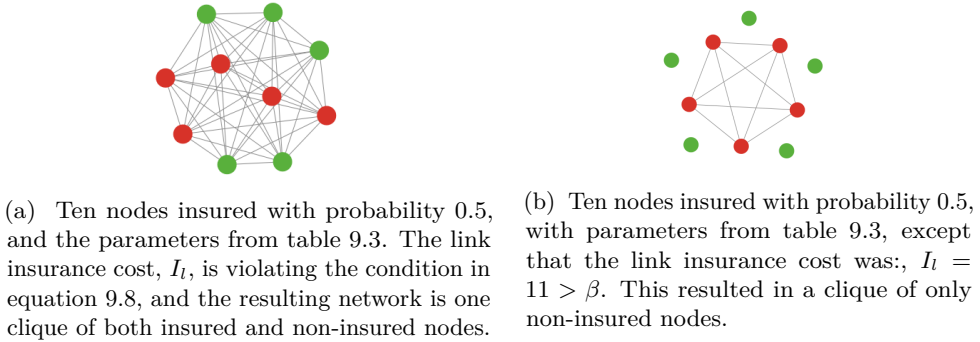 (a) Ten nodes insured with probability 0.5,
and the parameters from table 9.3. The link
insurance cost, I_l, is violating the condition in
equation 9.8, and the resulting network is one
clique of both insured and non-insured nodes.
(b) Ten nodes insured with probability 0.5,
with parameters from table 9.3, except
that the link insurance cost was:, I_l =
11 > β. This resulted in a clique of only
non-insured nodes.